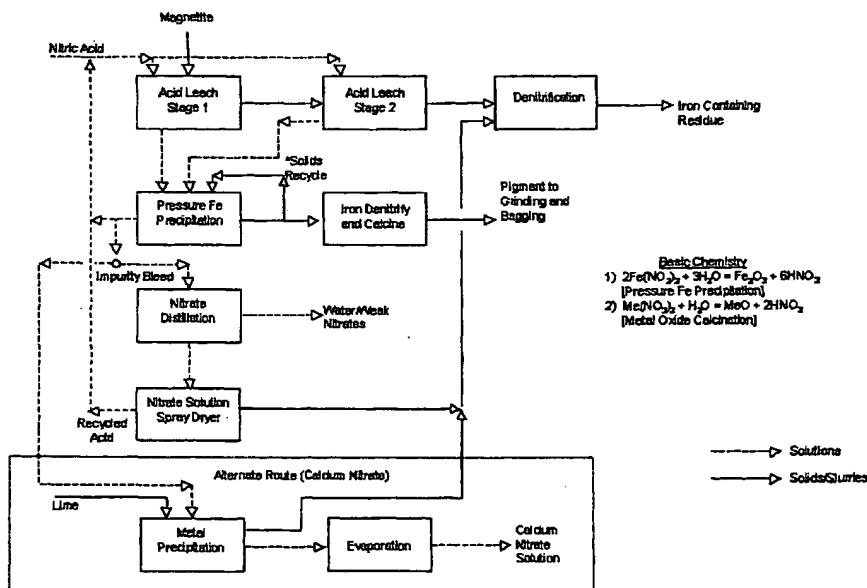 Magnetite
Nitric Acid
Acid Leach
Stage 1
Acid Leach
Stage 2
Denitrification
Iron Containing
Residue
*Solids
Recycle
Pressure Fe
Precipitation
Iron Denitrify
and Calcine
Pigment to
Grinding and
Bagging
Impurity Bleed
Nitrate
Distillation
Water/Weak
Nitrates
Basic Chemistry
1) 2Fe(NO₃)₃ + 3H₂O = Fe₂O₃ + 6HNO₃
[Pressure Fe Precipitation]
2) Me(NO₃)₂ + H₂O = MeO + 2HNO₃
[Metal Oxide Calcination]
Nitrate Solution
Spray Dryer
Recycled
Acid
Solutions
Solids/Slurries
Alternate Route (Calcium Nitrate)
Lime
Metal
Precipitation
Evaporation
Calcium
Nitrate
Solution